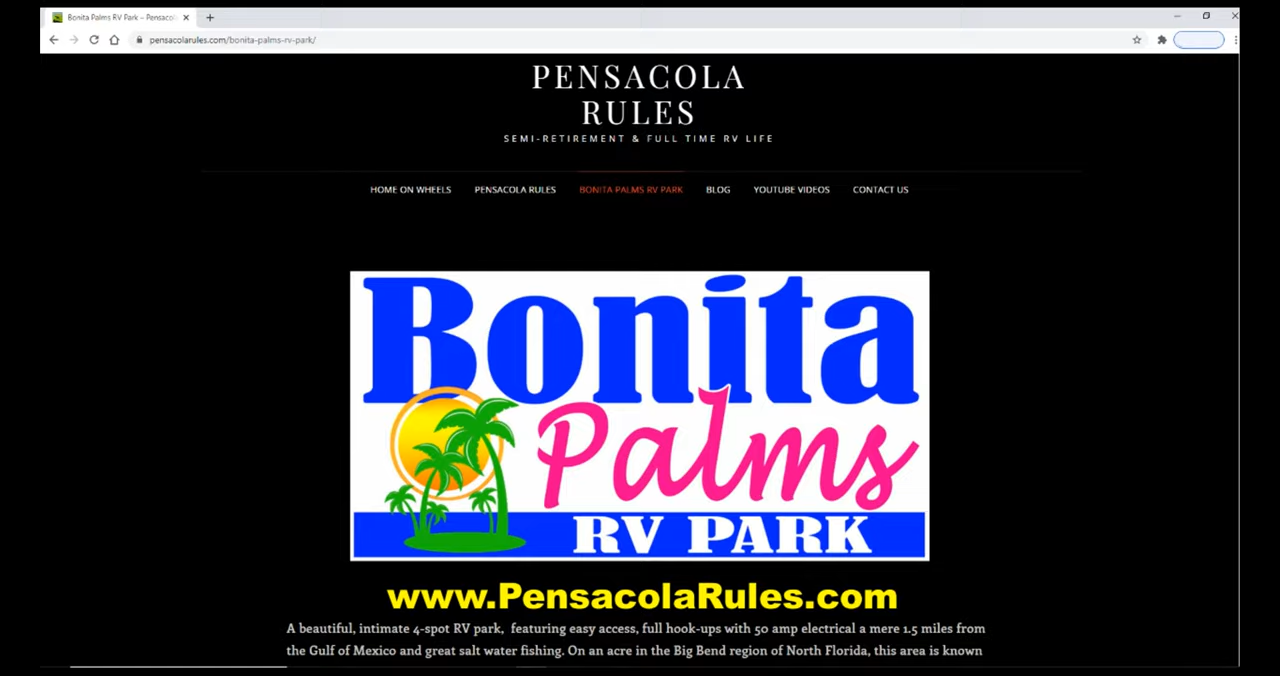 Bonita Palms RV Park – Pensaco
pensacolarules.com/bonita-palms-rv-park/
PENSACOLA
RULES
SEMI-RETIREMENT & FULL TIME RV LIFE
HOME ON WHEELS PENSACOLA RULES BONITA PALMS RV PARK BLOG YOUTUBE VIDEOS CONTACT US
Bonita
Palms
RV PARK
www.PensacolaRules.com
A beautiful, intimate 4-spot RV park, featuring easy access, full hook-ups with 50 amp electrical a mere 1.5 miles from
the Gulf of Mexico and great salt water fishing. On an acre in the Big Bend region of North Florida, this area is known